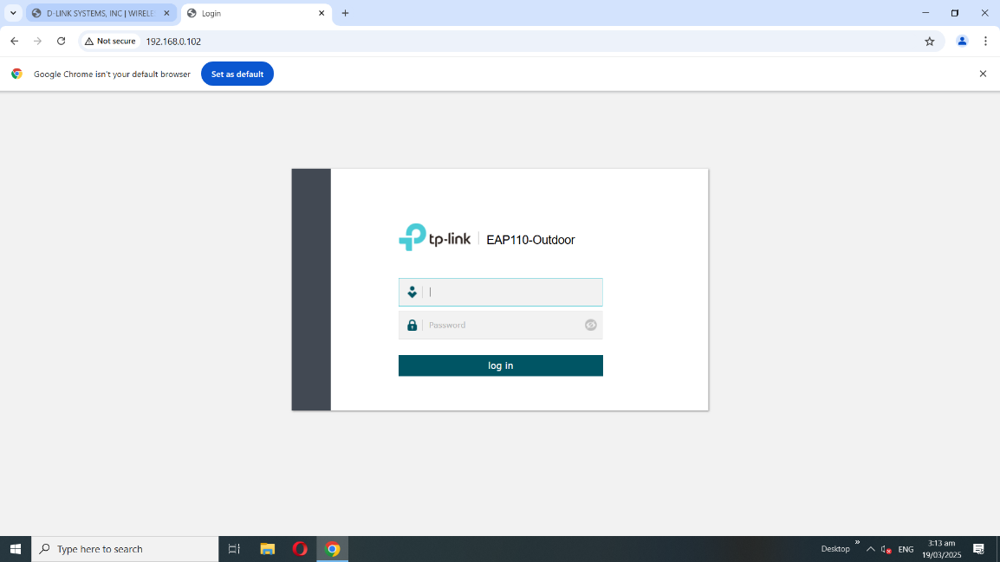 D-LINK SYSTEMS, INC | WIRELE
Login
Not secure
192.168.0.102
Google Chrome isn't your default browser
Set as default
tp-link
EAP110-Outdoor
Password
log in
Type here to search
Desktop
ENG
3:13 am
19/03/2025